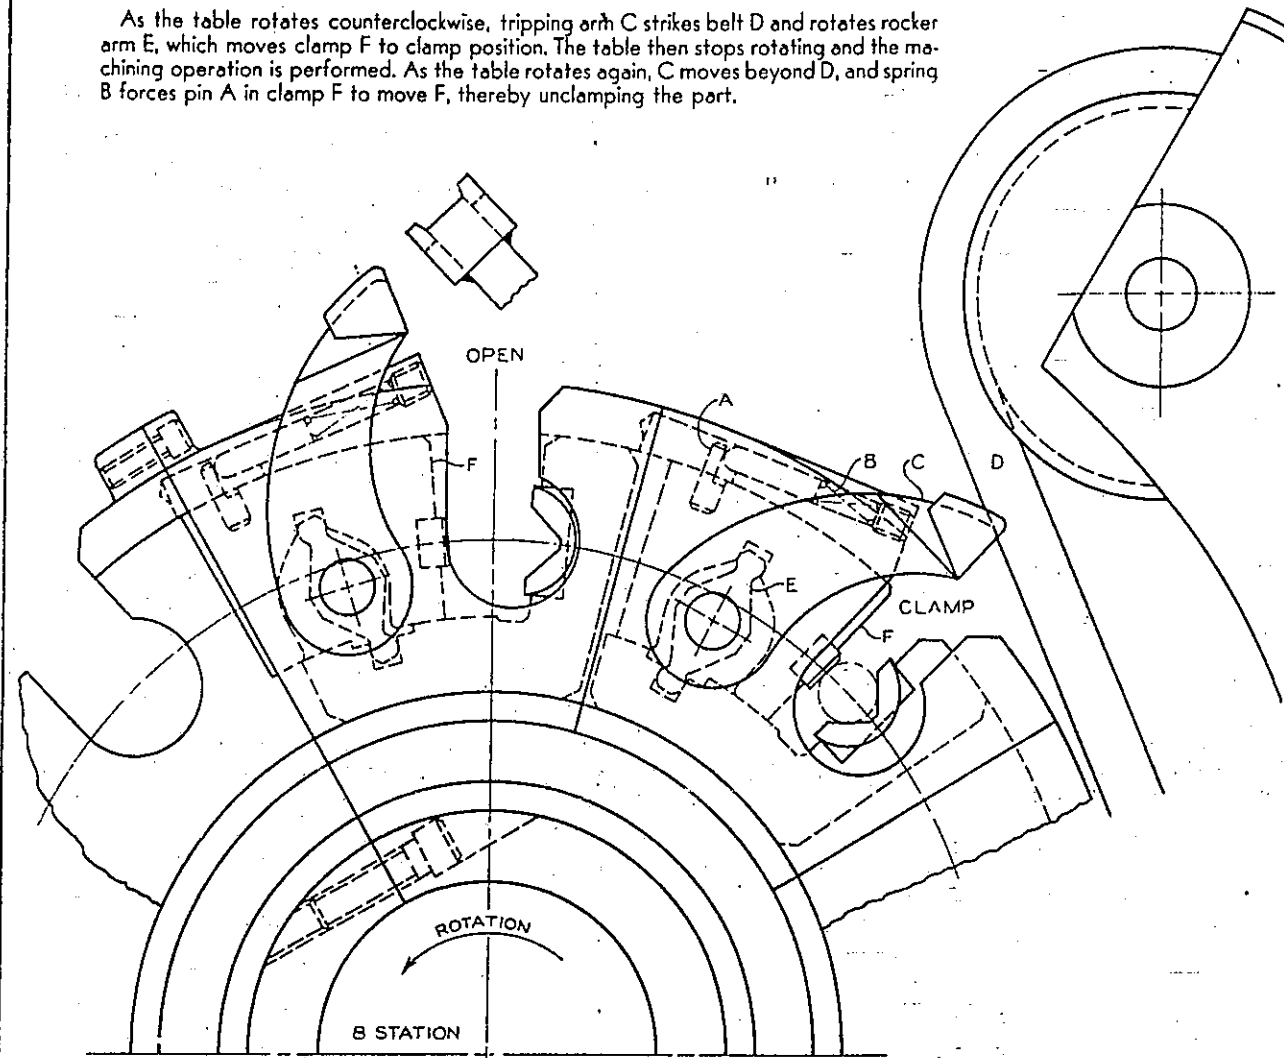 As the table rotates counterclockwise, tripping arm C strikes belt D and rotates rocker
arm E, which moves clamp F to clamp position. The table then stops rotating and the ma-
chining operation is performed. As the table rotates again, C moves beyond D, and spring
B forces pin A in clamp F to move F, thereby unclamping the part.
OPEN
A
F
B
C
D
E
CLAMP
F
ROTATION
8 STATION